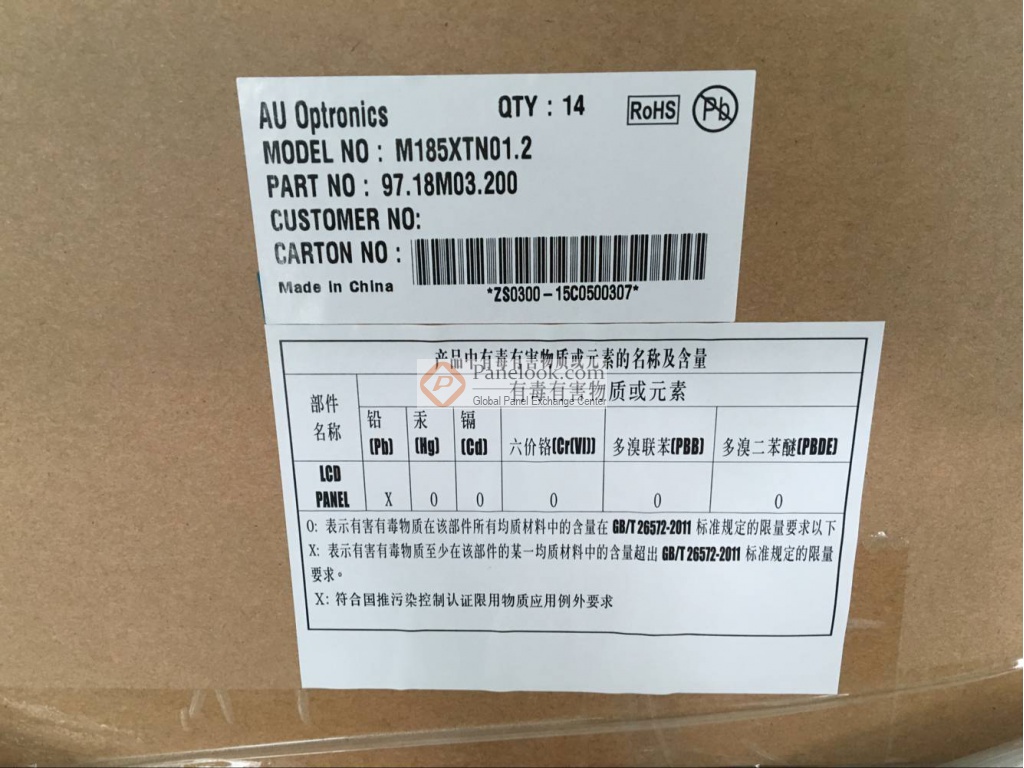 AU Optronics QTY : 14 RoHS Pb
MODEL NO : M185XTN01.2
PART NO : 97.18M03.200
CUSTOMER NO:
CARTON NO :
*ZS0300-15C0500307*
Made in China
产品中有毒有害物质或元素的名称及含量
Panelook.com
Global Panel Exchange Center
部件
名称
有毒有害物质或元素
铅
(Pb)
汞
(Hg)
镉
(Cd)
六价铬(Cr(VI))
多溴联苯(PBB)
多溴二苯醚(PBDE)
LCD
PANEL X O O O O O
O: 表示有害有毒物质在该部件所有均质材料中的含量在 GB/T 26572-2011 标准规定的限量要求以下
X: 表示有害有毒物质至少在该部件的某一均质材料中的含量超出 GB/T 26572-2011 标准规定的限量
要求。
X: 符合国推污染控制认证限用物质应用例外要求